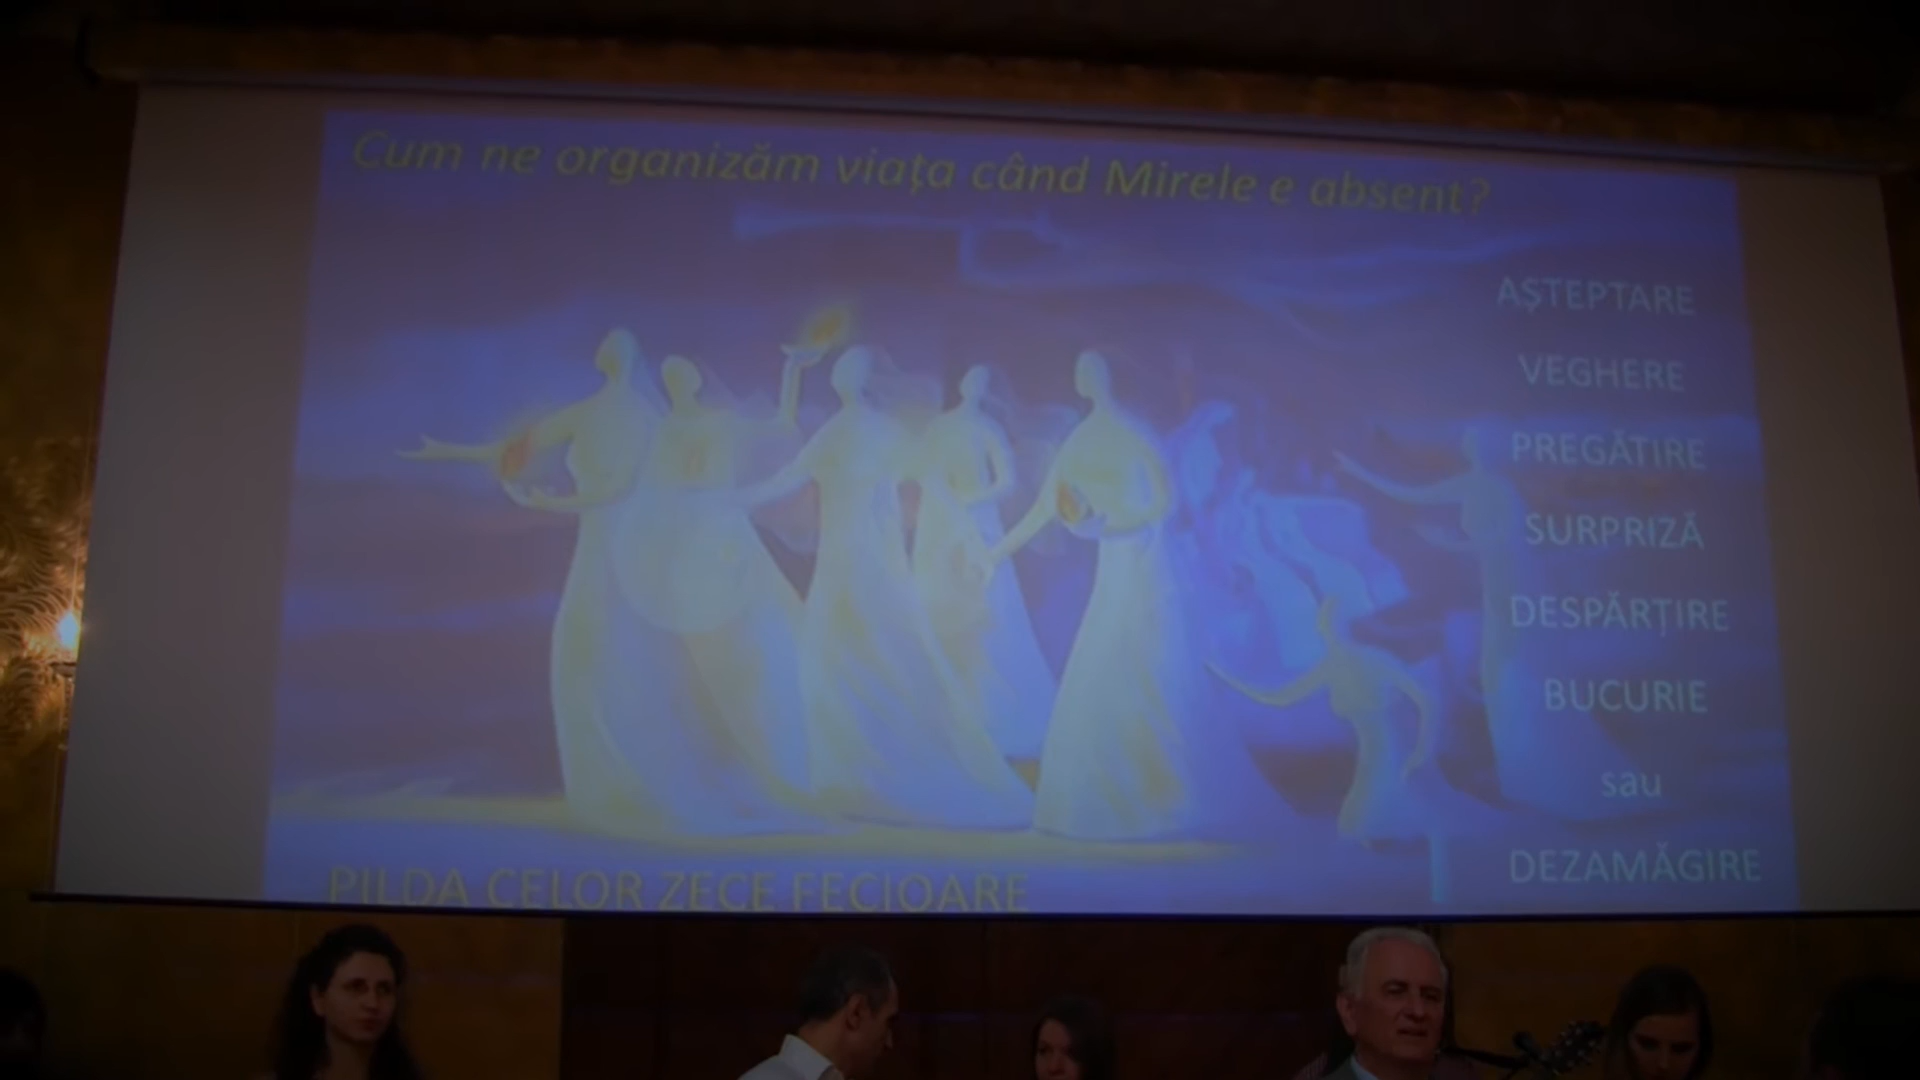 Cum ne organizăm viața când Mirele e absent?
AȘTEPTARE
VEGHERE
PREGĂTIRE
SURPRIZĂ
DESPĂRȚIRE
BUCURIE
sau
DEZAMĂGIRE
PILDA CELOR ZECE FECIOARE